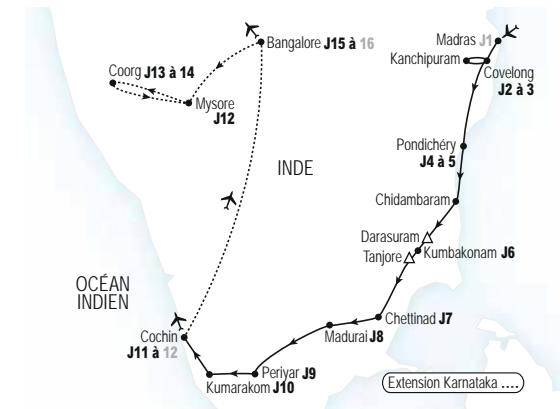 Madras J1
Kanchipuram
Covelong
J2 à 3
Bangalore J15 à 16
Coorg J13 à 14
Mysore
J12
Pondichéry
J4 à 5
INDE
Chidambaram
Darasuram
Kumbakonam J6
Tanjore
OCÉAN
INDIEN
Chettinad J7
Madurai J8
Cochin
J11 à 12
Periyar J9
Kumarakom J10
Extension Karnataka ....